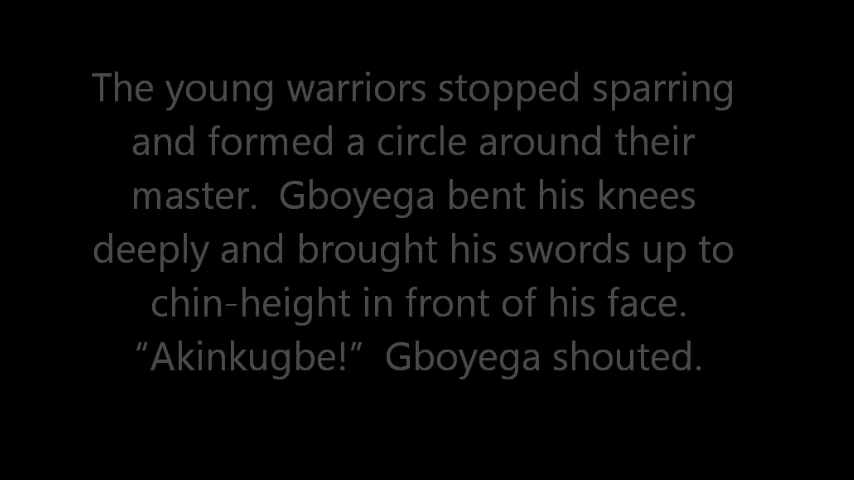 The young warriors stopped sparring
and formed a circle around their
master.  Gboyega bent his knees
deeply and brought his swords up to
chin-height in front of his face.
“Akinkugbe!”  Gboyega shouted.